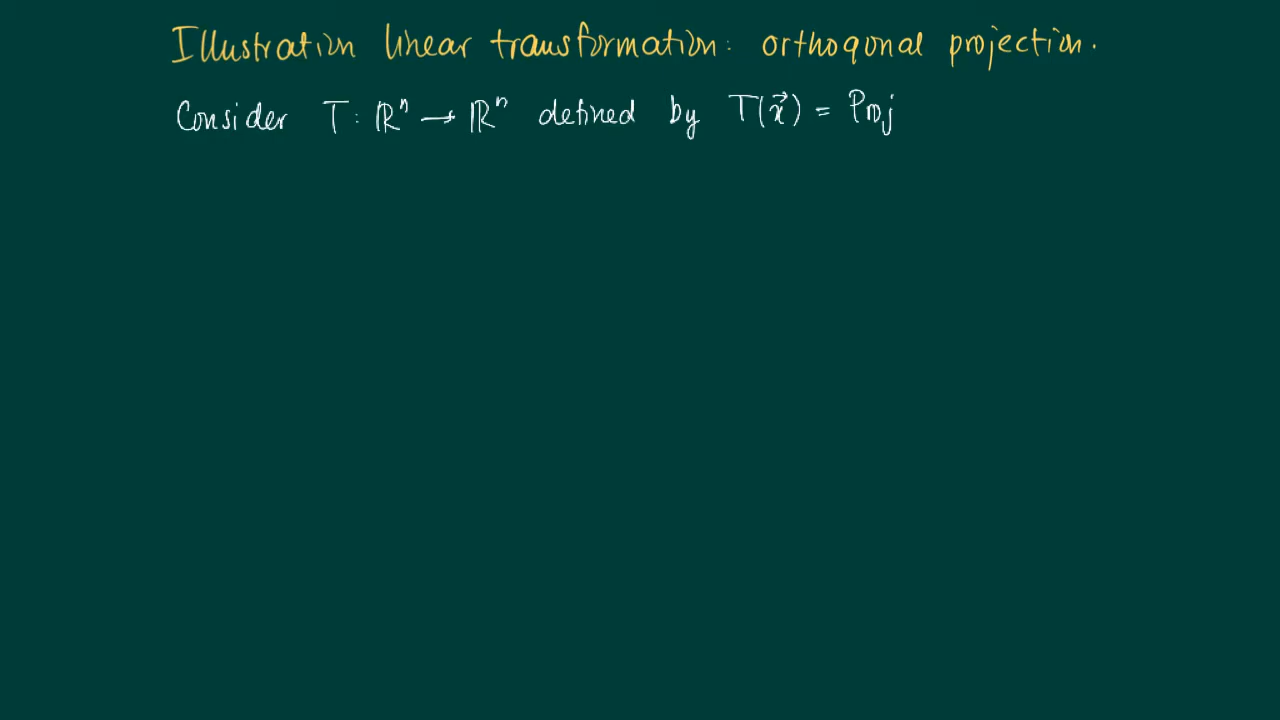 Illustration linear transformation: orthogonal projection.
Consider T: ℝⁿ → ℝⁿ defined by T(x⃗) = Proj